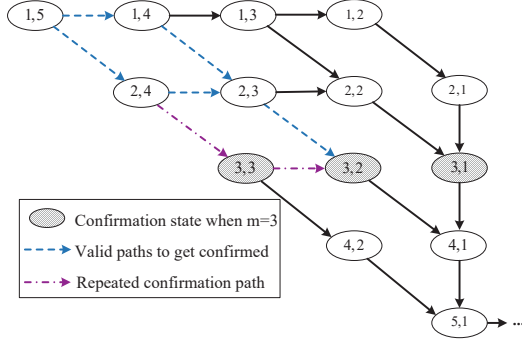 1,5 1,4 1,3 1,2
2,4 2,3 2,2 2,1
3,3 3,2 3,1
Confirmation state when m=3
Valid paths to get confirmed
Repeated confirmation path
4,2 4,1
5,1 ...